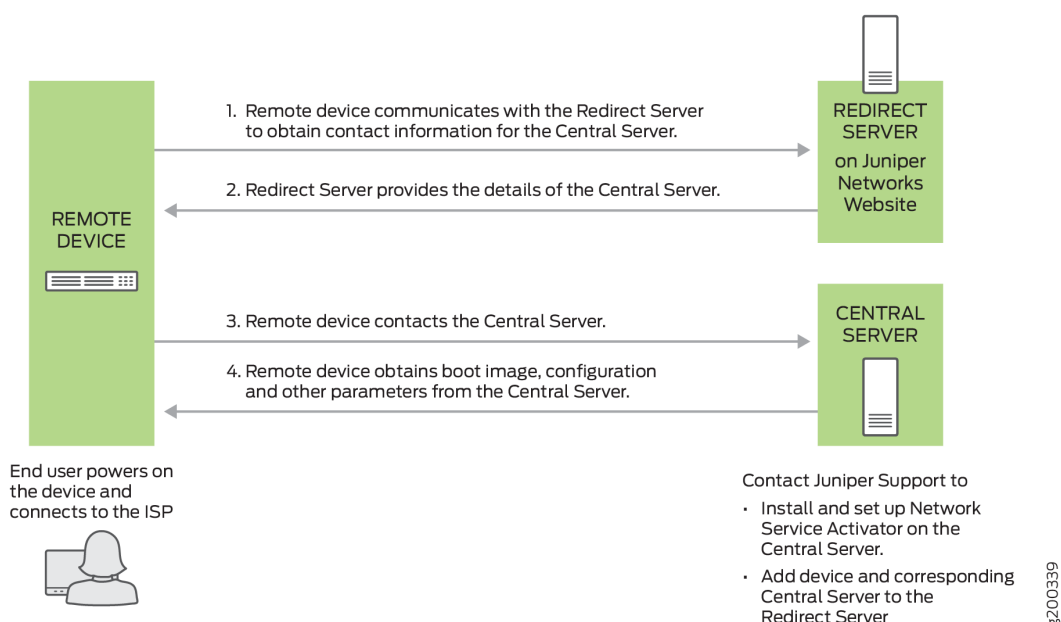 REMOTE
DEVICE
1. Remote device communicates with the Redirect Server
to obtain contact information for the Central Server.
2. Redirect Server provides the details of the Central Server.
3. Remote device contacts the Central Server.
4. Remote device obtains boot image, configuration
and other parameters from the Central Server.
REDIRECT
SERVER
on Juniper
Networks
Website
CENTRAL
SERVER
End user powers on
the device and
connects to the ISP
Contact Juniper Support to
· Install and set up Network
Service Activator on the
Central Server.
· Add device and corresponding
Central Server to the
Redirect Server
g200339